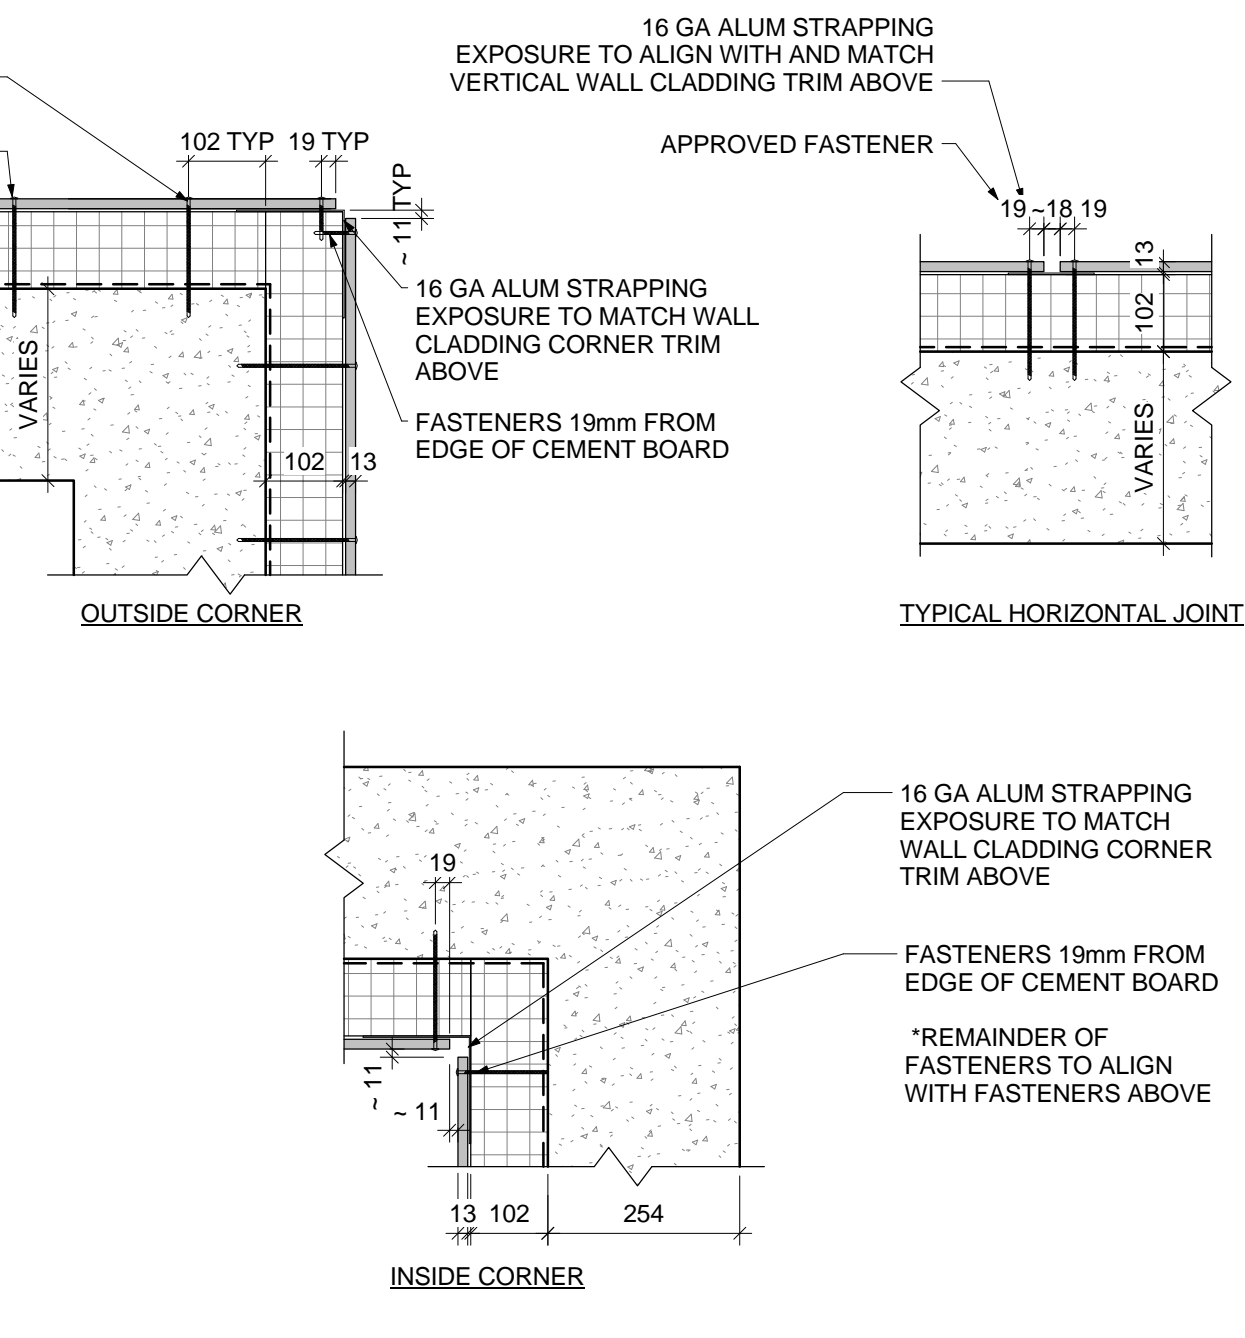 16 GA ALUM STRAPPING
EXPOSURE TO ALIGN WITH AND MATCH
VERTICAL WALL CLADDING TRIM ABOVE
APPROVED FASTENER
102 TYP
19 TYP
~ 11 TYP
16 GA ALUM STRAPPING
EXPOSURE TO MATCH WALL
CLADDING CORNER TRIM
ABOVE
FASTENERS 19mm FROM
EDGE OF CEMENT BOARD
VARIES
102
13
OUTSIDE CORNER
19 ~18 19
13
102
VARIES
TYPICAL HORIZONTAL JOINT
19
16 GA ALUM STRAPPING
EXPOSURE TO MATCH
WALL CLADDING CORNER
TRIM ABOVE
FASTENERS 19mm FROM
EDGE OF CEMENT BOARD
*REMAINDER OF
FASTENERS TO ALIGN
WITH FASTENERS ABOVE
~ 11
~ 11
13 102
254
INSIDE CORNER